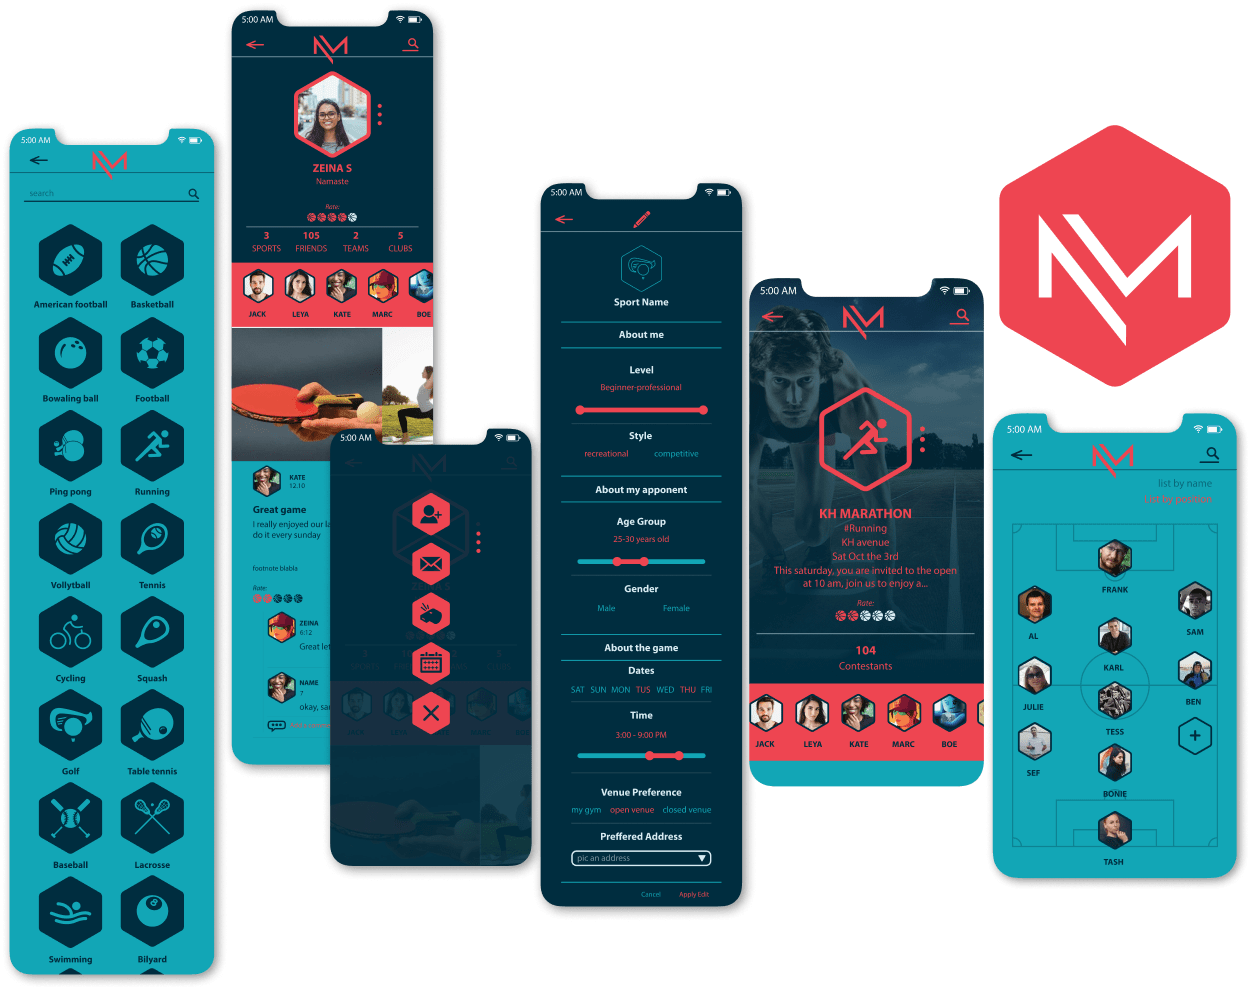 5:00 AM
search
American football
Basketball
Bowaling ball
Football
Ping pong
Running
Vollytball
Tennis
Cycling
Squash
Golf
Table tennis
Baseball
Lacrosse
Swimming
Bilyard
5:00 AM
ZEINA S
Namaste
Rate:
3 105 2 5
SPORTS FRIENDS TEAMS CLUBS
JACK LEYA KATE MARC BOE
KATE
12.10
Great game
I really enjoyed our la
do it every sunday
footnote blabla
Rate:
ZEINA
6:12
Great let
NAME
7
okay, sa
5:00 AM
5:00 AM
Sport Name
About me
Level
Beginner-professional
Style
recreational competitive
About my apponent
Age Group
25-30 years old
Gender
Male Female
About the game
Dates
SAT SUN MON TUS WED THU FRI
Time
3:00 - 9:00 PM
Venue Preference
my gym open venue closed venue
Preffered Address
pic an address
Cancel Apply Edit
5:00 AM
KH MARATHON
#Running
KH avenue
Sat Oct the 3rd
This saturday, you are invited to the open
at 10 am, join us to enjoy a...
Rate:
104
Contestants
JACK LEYA KATE MARC BOE
5:00 AM
list by name
FRANK
AL
SAM
KARL
JULIE
BEN
TESS
SEF
BONIE
TASH